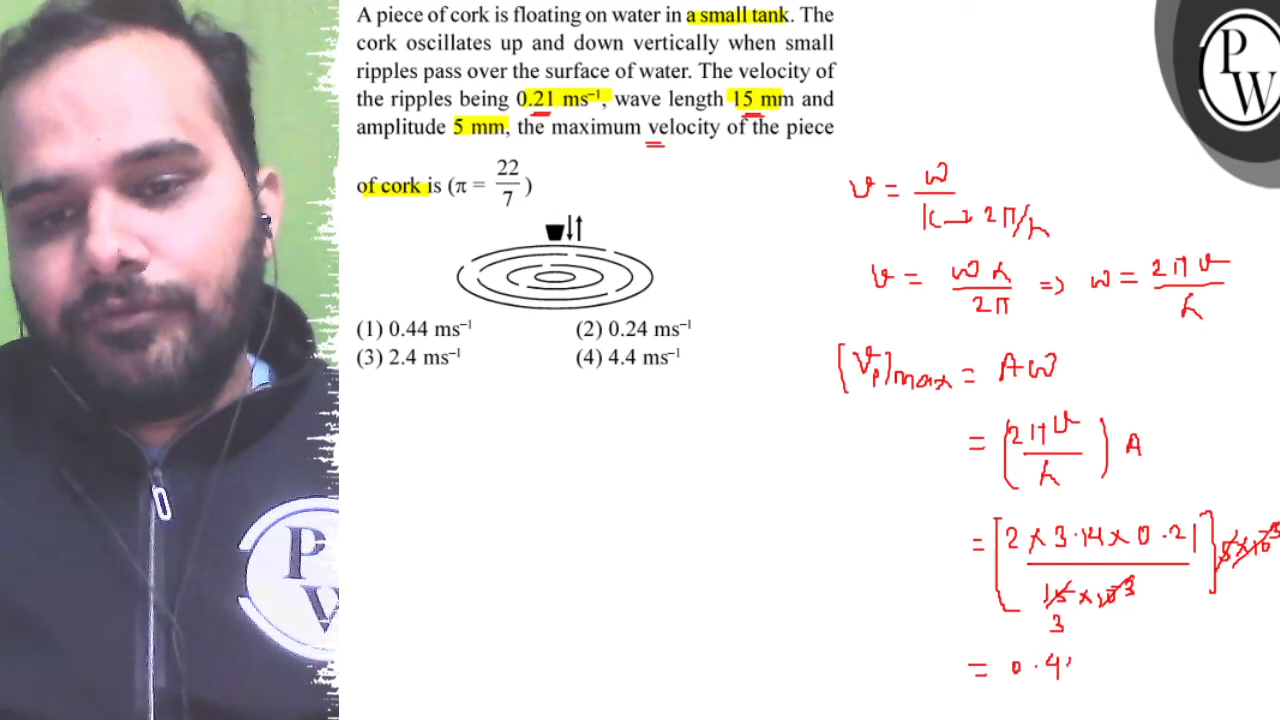 A piece of cork is floating on water in a small tank. The
cork oscillates up and down vertically when small
ripples pass over the surface of water. The velocity of
the ripples being 0.21 ms⁻¹, wave length 15 mm and
amplitude 5 mm, the maximum velocity of the piece
of cork is (π = 22/7)
(1) 0.44 ms⁻¹ (2) 0.24 ms⁻¹
(3) 2.4 ms⁻¹ (4) 4.4 ms⁻¹
v = ω / k → 2π/λ
v = ωλ / 2π ⇒ ω = 2πv / λ
[Vp]max = Aω
= (2πv / λ) A
= [2 × 3.14 × 0.21 / 15 × 10⁻³] 5 × 10⁻³
3
= 0.4
P
W
P